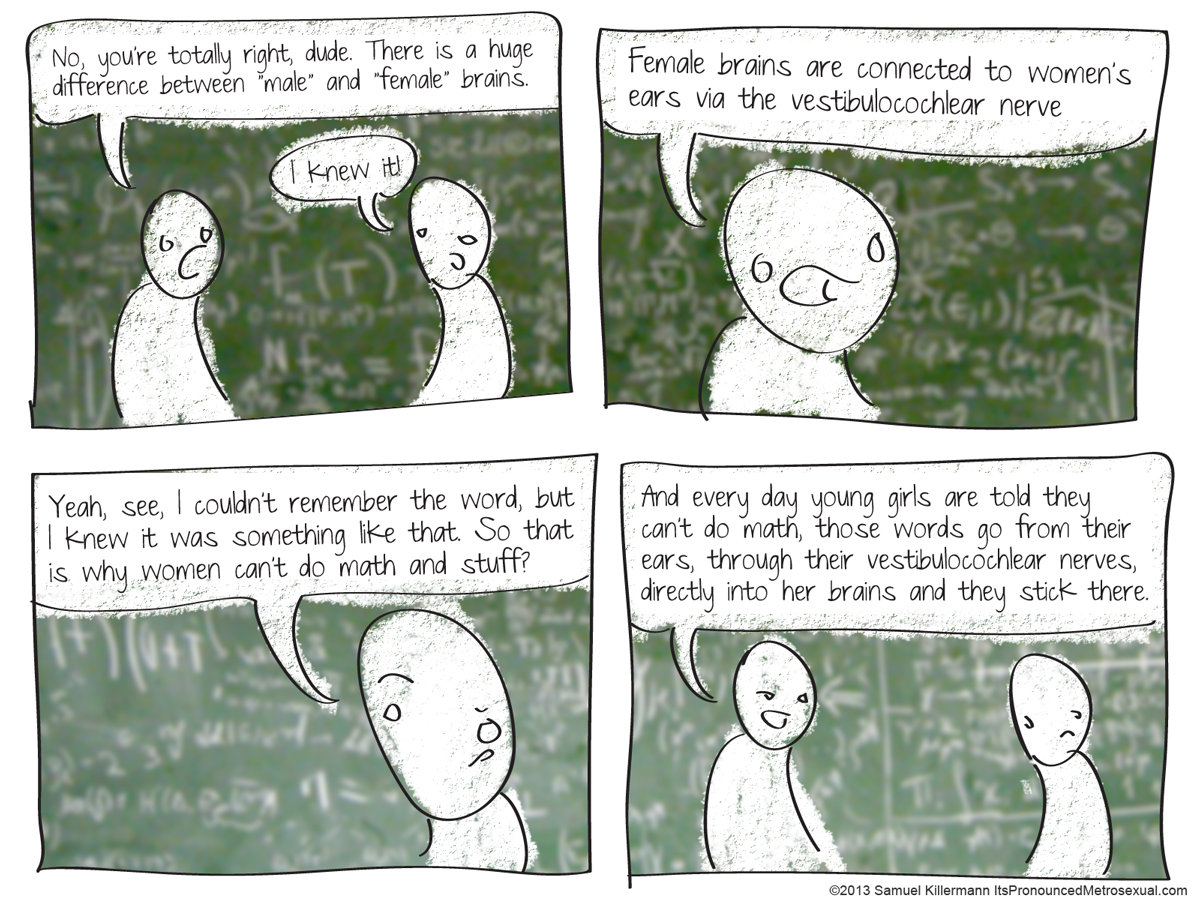 No, you're totally right, dude. There is a huge
difference between "male" and "female" brains.
I knew it!
Female brains are connected to women's
ears via the vestibulocochlear nerve
Yeah, see, I couldn't remember the word, but
I knew it was something like that. So that
is why women can't do math and stuff?
And every day young girls are told they
can't do math, those words go from their
ears, through their vestibulocochlear nerves,
directly into her brains and they stick there.
©2013 Samuel Killermann ItsPronouncedMetrosexual.com